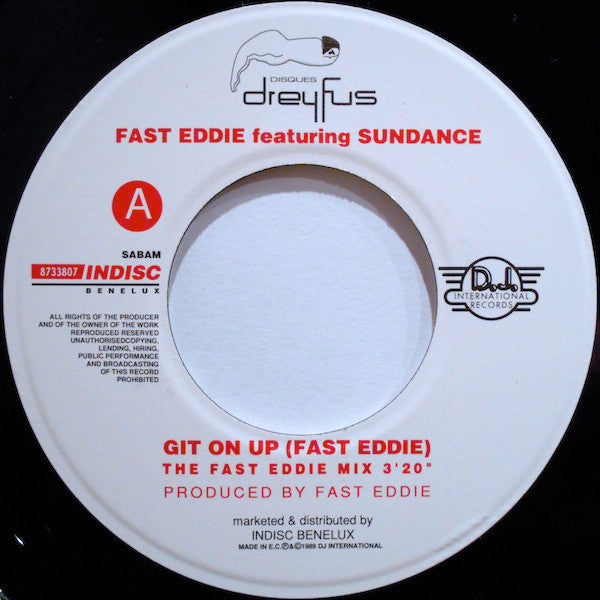 DISQUES
dreyfus
FAST EDDIE featuring SUNDANCE
A
SABAM
8733807 INDISC
BENELUX
ALL RIGHTS OF THE PRODUCER
AND OF THE OWNER OF THE WORK
REPRODUCED RESERVED
UNAUTHORISEDCOPYING,
LENDING, HIRING,
PUBLIC PERFORMANCE
AND BROADCASTING
OF THIS RECORD
PROHIBITED
D.J.
INTERNATIONAL
RECORDS
GIT ON UP (FAST EDDIE)
THE FAST EDDIE MIX 3'20"
PRODUCED BY FAST EDDIE
marketed & distributed by
INDISC BENELUX
MADE IN E.C.℗&©1989 DJ INTERNATIONAL